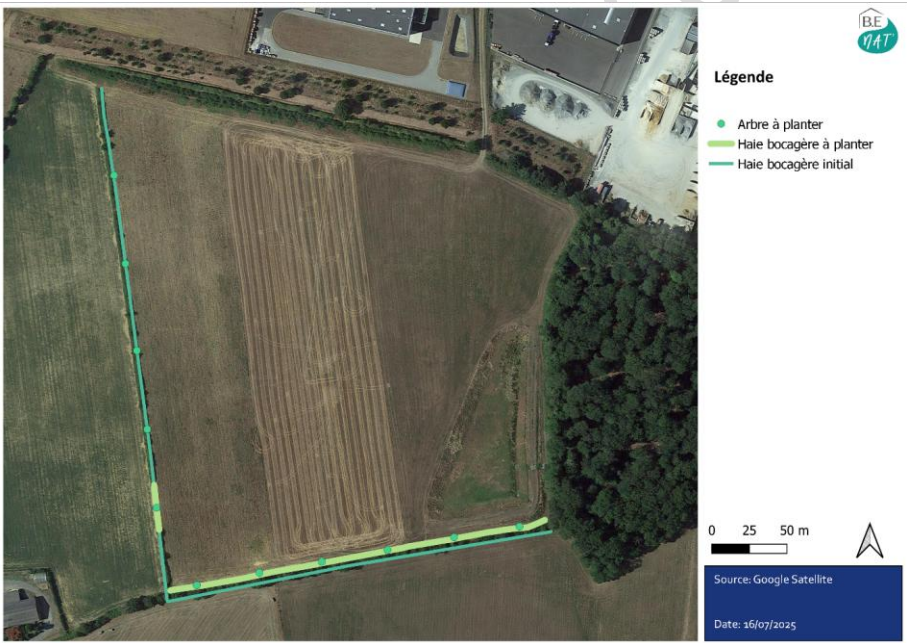 B.E
NAT'
Légende
Arbre à planter
Haie bocagère à planter
Haie bocagère initial
0 25 50 m
Source: Google Satellite
Date: 16/07/2025